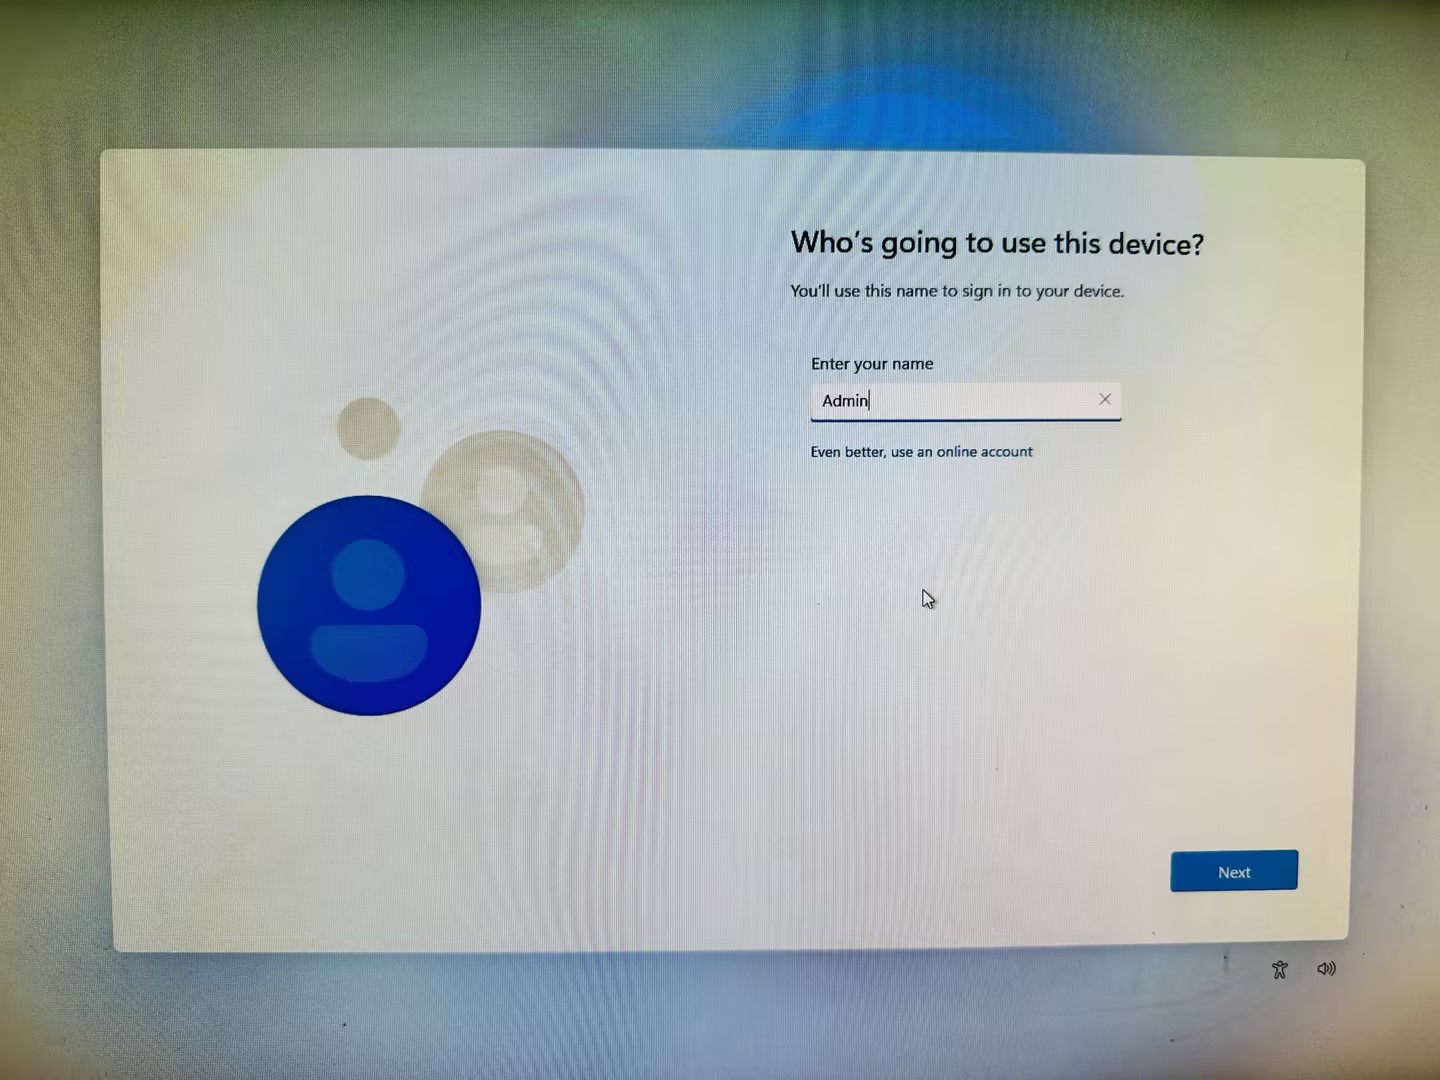 Who's going to use this device?
You'll use this name to sign in to your device.
Enter your name
Admin
Even better, use an online account
Next